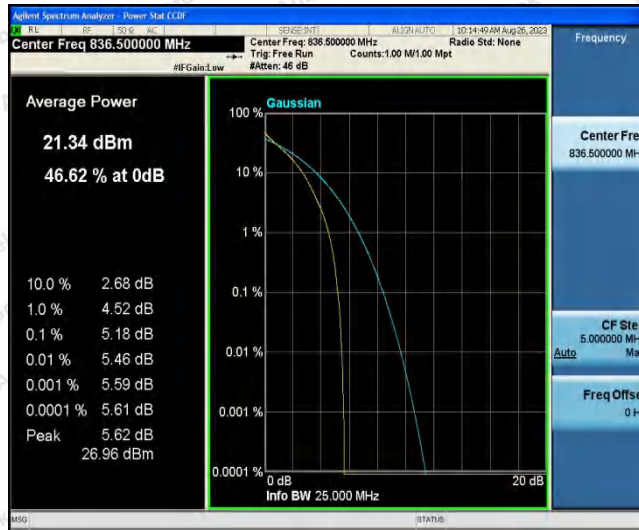 Agilent Spectrum Analyzer - Power Stat CCDF
RL RF 50 Ω AC SENSE:INT ALIGN AUTO 10:14:49 AM Aug 26, 2023
Center Freq 836.500000 MHz
Center Freq: 836.500000 MHz Radio Std: None
Trig: Free Run Counts:1.00 M/1.00 Mpt
#IFGain:Low #Atten: 46 dB
Frequency
Average Power
21.34 dBm
46.62 % at 0dB
10.0 % 2.68 dB
1.0 % 4.52 dB
0.1 % 5.18 dB
0.01 % 5.46 dB
0.001 % 5.59 dB
0.0001 % 5.61 dB
Peak 5.62 dB
26.96 dBm
Gaussian
100 %
10 %
1 %
0.1 %
0.01 %
0.001 %
0.0001 %
0 dB 20 dB
Info BW 25.000 MHz
Center Fre
836.500000 MH
CF Ste
5.000000 MH
Auto Ma
Freq Offse
0 H
MSG STATUS